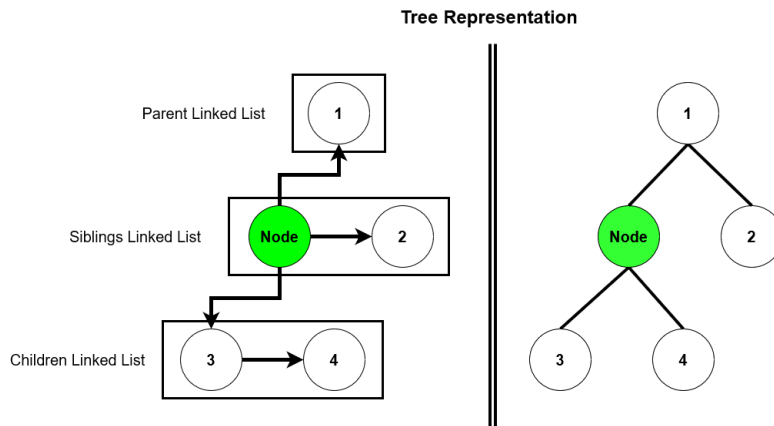 Tree Representation
Parent Linked List
1
1
Siblings Linked List
Node
2
Node
2
Children Linked List
3
4
3
4